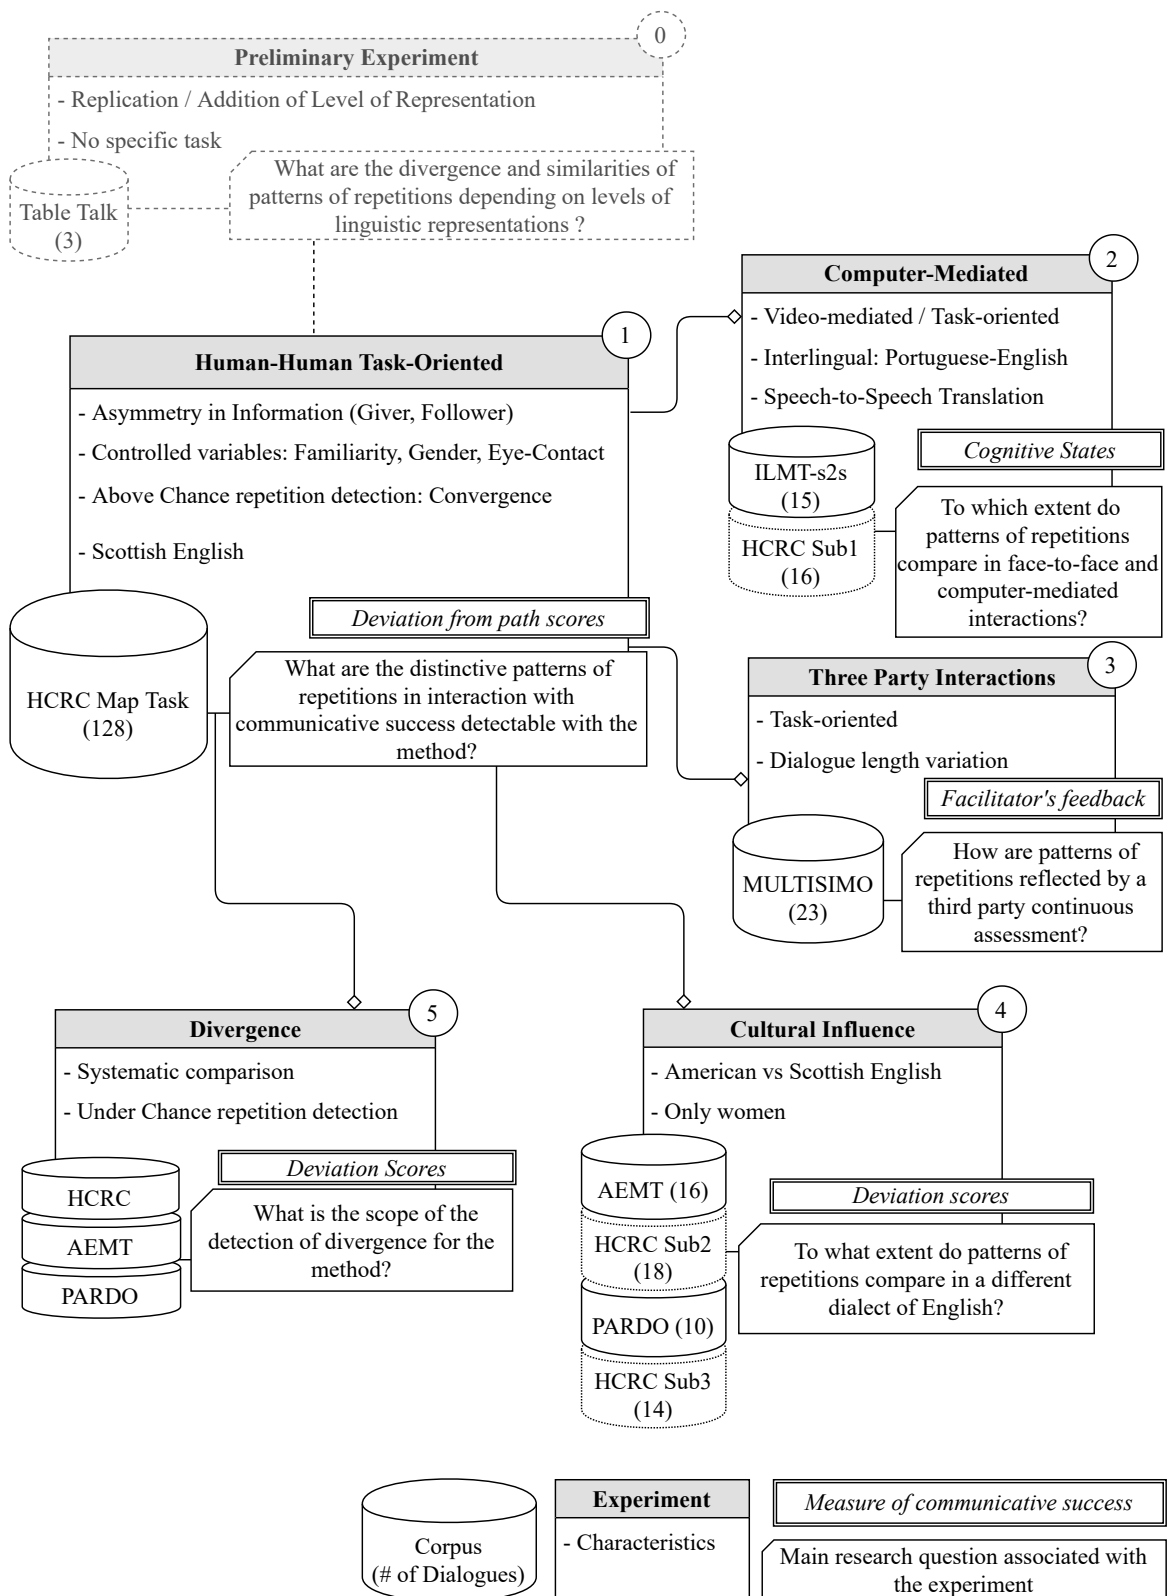 0
Preliminary Experiment
- Replication / Addition of Level of Representation
- No specific task
Table Talk
(3)
What are the divergence and similarities of
patterns of repetitions depending on levels of
linguistic representations ?
1
Human-Human Task-Oriented
- Asymmetry in Information (Giver, Follower)
- Controlled variables: Familiarity, Gender, Eye-Contact
- Above Chance repetition detection: Convergence
- Scottish English
Deviation from path scores
HCRC Map Task
(128)
What are the distinctive patterns of
repetitions in interaction with
communicative success detectable with the
method?
2
Computer-Mediated
- Video-mediated / Task-oriented
- Interlingual: Portuguese-English
- Speech-to-Speech Translation
Cognitive States
ILMT-s2s
(15)
HCRC Sub1
(16)
To which extent do
patterns of repetitions
compare in face-to-face and
computer-mediated
interactions?
3
Three Party Interactions
- Task-oriented
- Dialogue length variation
Facilitator's feedback
MULTISIMO
(23)
How are patterns of
repetitions reflected by a
third party continuous
assessment?
5
Divergence
- Systematic comparison
- Under Chance repetition detection
Deviation Scores
HCRC
AEMT
PARDO
What is the scope of the
detection of divergence for the
method?
4
Cultural Influence
- American vs Scottish English
- Only women
AEMT (16)
HCRC Sub2
(18)
PARDO (10)
HCRC Sub3
(14)
Deviation scores
To what extent do patterns of
repetitions compare in a different
dialect of English?
Corpus
(# of Dialogues)
Experiment
- Characteristics
Measure of communicative success
Main research question associated with
the experiment